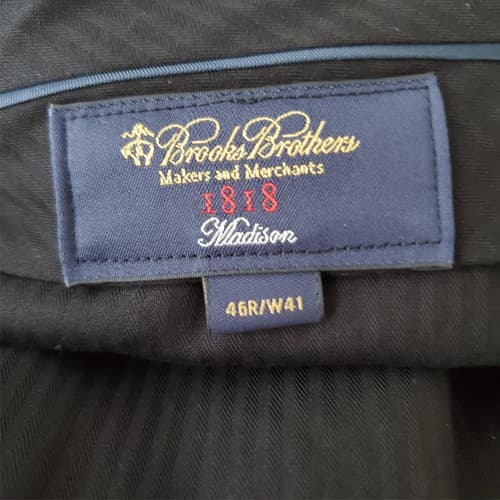 Brooks Brothers
Makers and Merchants
1818
Madison
46R/W41